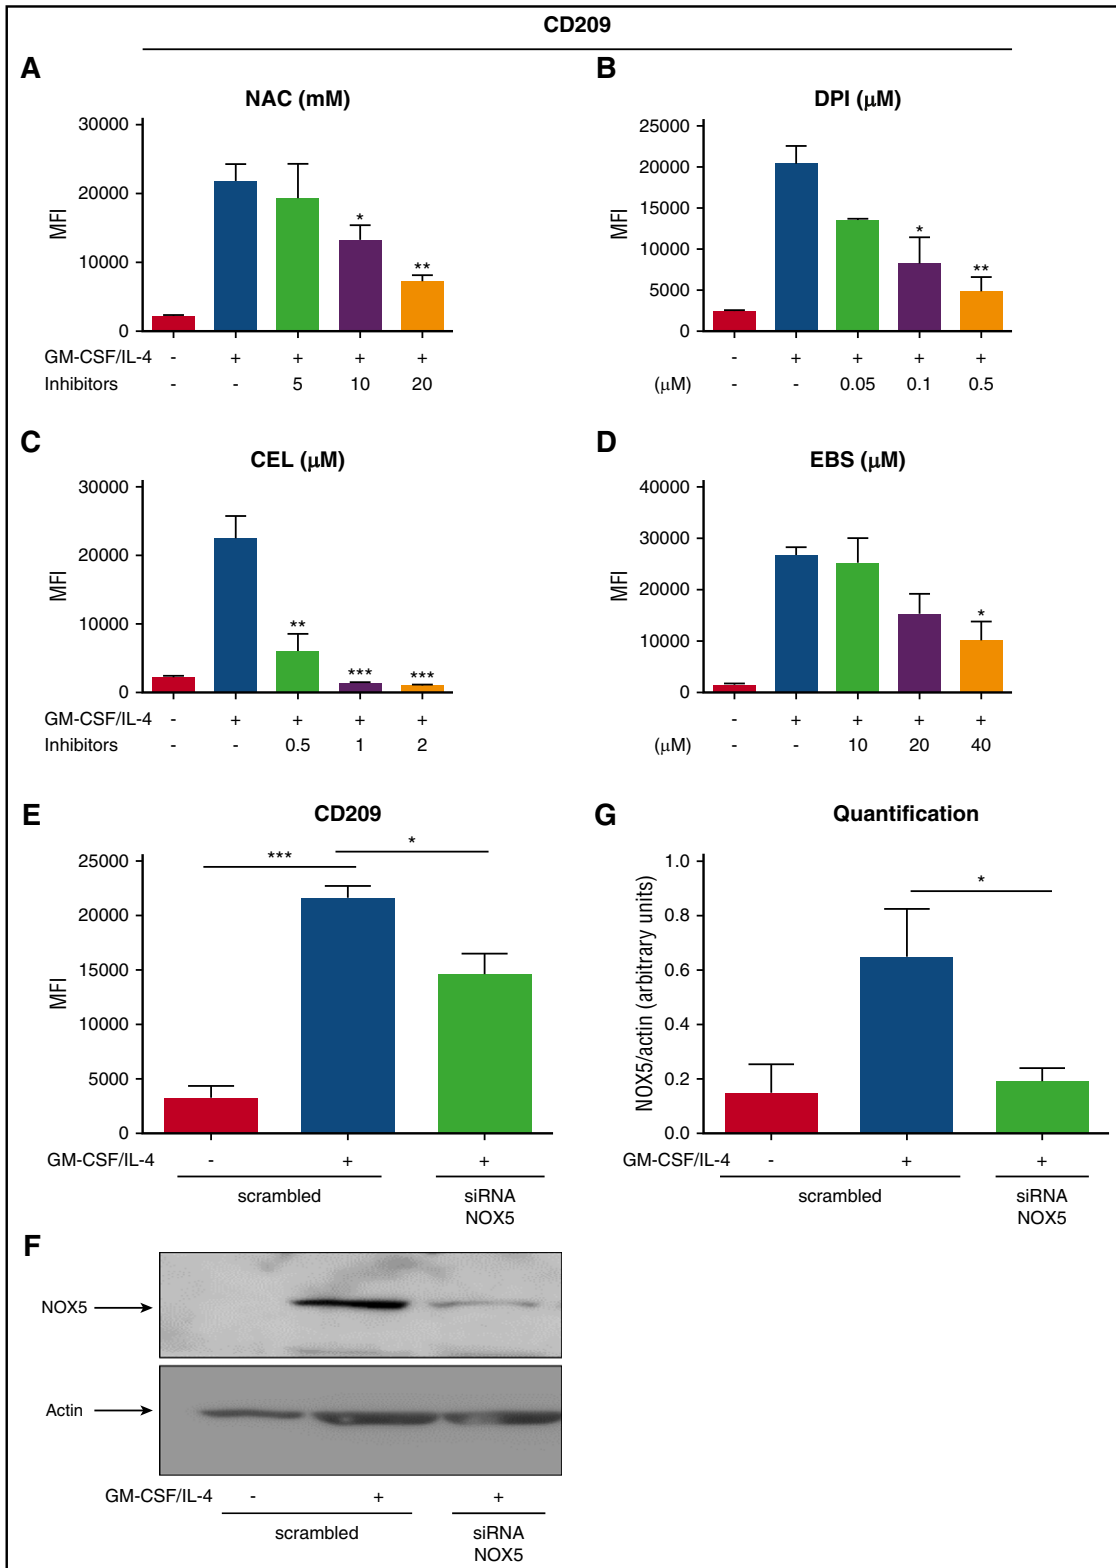 CD209
A
NAC (mM)
MFI
30000
20000
10000
0
*
**
GM-CSF/IL-4 - + + + +
Inhibitors - - 5 10 20
B
DPI (µM)
MFI
25000
20000
15000
10000
5000
0
*
**
- + + + +
(µM) - - 0.05 0.1 0.5
C
CEL (µM)
MFI
30000
20000
10000
0
**
***
***
GM-CSF/IL-4 - + + + +
Inhibitors - - 0.5 1 2
D
EBS (µM)
MFI
40000
30000
20000
10000
0
*
- + + + +
(µM) - - 10 20 40
E
CD209
MFI
25000
20000
15000
10000
5000
0
***
*
GM-CSF/IL-4 - + +
scrambled siRNA
NOX5
G
Quantification
NOX5/actin (arbitrary units)
1.0
0.8
0.6
0.4
0.2
0.0
*
GM-CSF/IL-4 - + +
scrambled siRNA
NOX5
F
NOX5
Actin
GM-CSF/IL-4 - + +
scrambled siRNA
NOX5